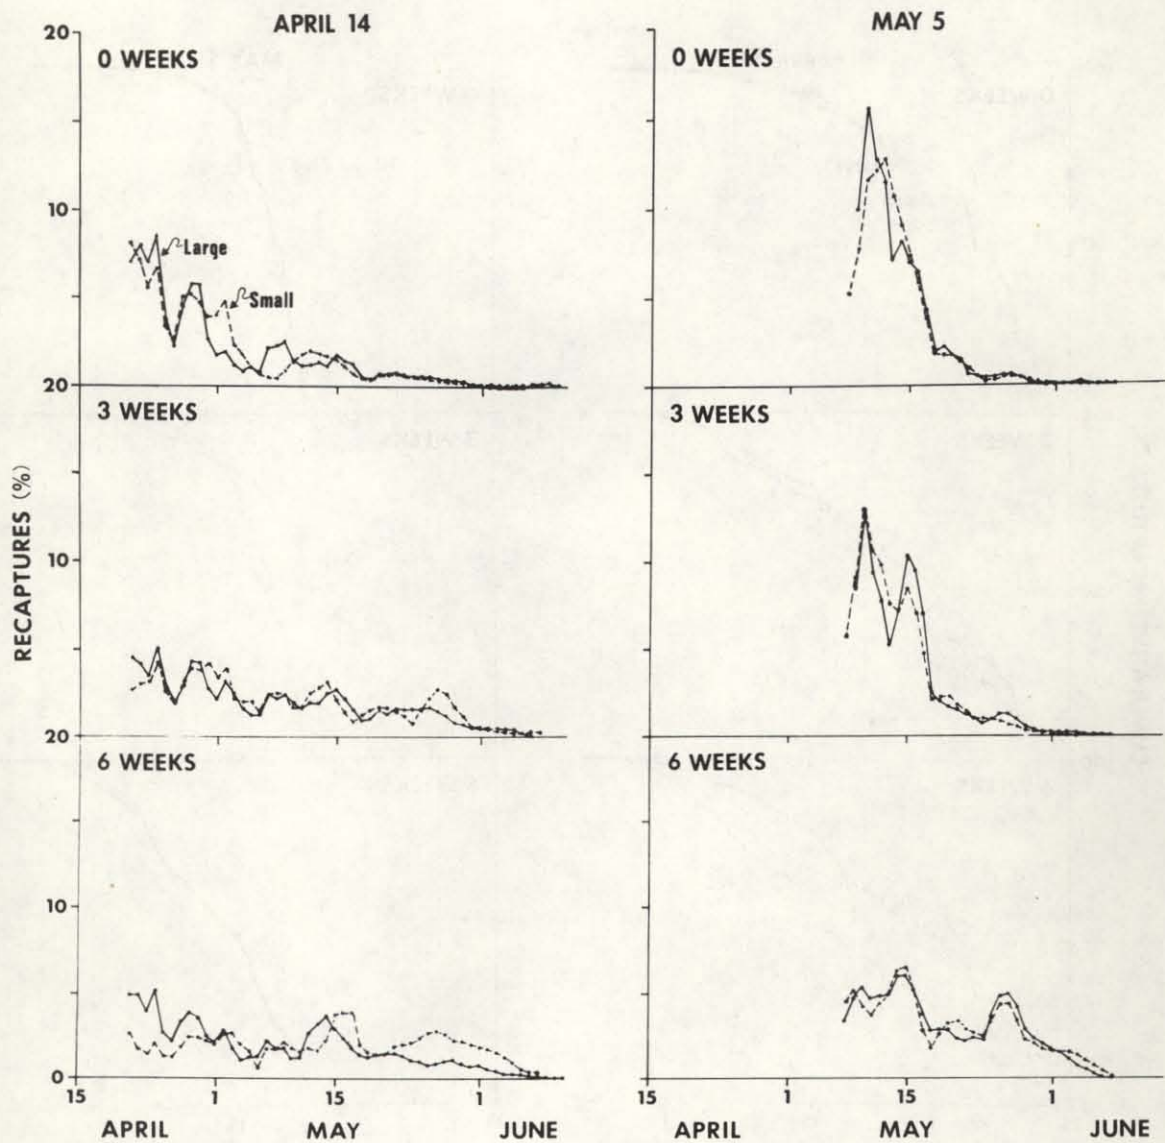 APRIL 14
MAY 5
20
0 WEEKS
0 WEEKS
10
Large
Small
20
3 WEEKS
3 WEEKS
RECAPTURES (%)
10
20
6 WEEKS
6 WEEKS
10
0
15 1 15 1
15 1 15 1
APRIL MAY JUNE
APRIL MAY JUNE